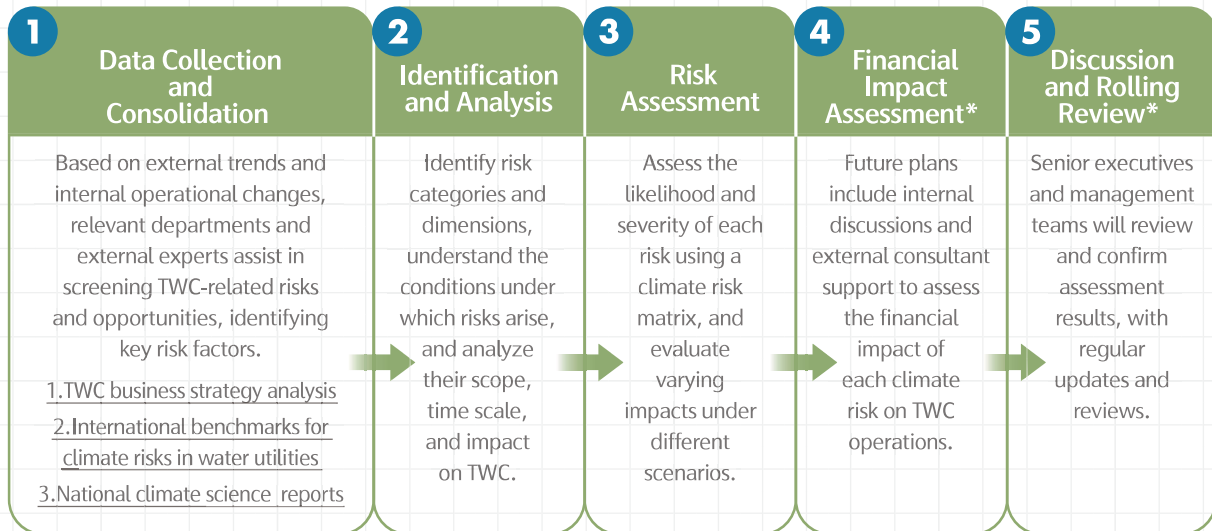 1
Data Collection
and
Consolidation
Based on external trends and
internal operational changes,
relevant departments and
external experts assist in
screening TWC-related risks
and opportunities, identifying
key risk factors.
1.TWC business strategy analysis
2.International benchmarks for
climate risks in water utilities
3.National climate science reports
2
Identification
and Analysis
Identify risk
categories and
dimensions,
understand the
conditions under
which risks arise,
and analyze
their scope,
time scale,
and impact
on TWC.
3
Risk
Assessment
Assess the
likelihood and
severity of each
risk using a
climate risk
matrix, and
evaluate
varying
impacts under
different
scenarios.
4
Financial
Impact
Assessment*
Future plans
include internal
discussions and
external consultant
support to assess
the financial
impact of
each climate
risk on TWC
operations.
5
Discussion
and Rolling
Review*
Senior executives
and management
teams will review
and confirm
assessment
results, with
regular
updates and
reviews.